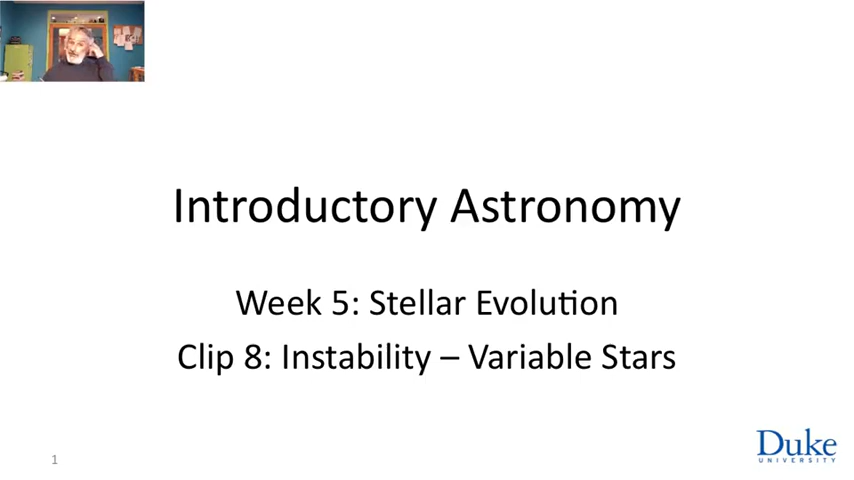 Introductory Astronomy
Week 5: Stellar Evolution
Clip 8: Instability – Variable Stars
1
Duke
UNIVERSITY